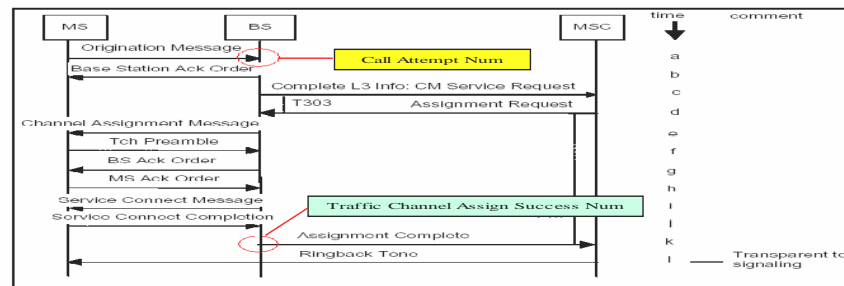 time comment
MS BS MSC
Origination Message
Call Attempt Num
a
Base Station Ack Order
b
Complete L3 Info: CM Service Request
c
T303 Assignment Request
d
Channel Assignment Message
e
Tch Preamble
f
BS Ack Order
g
MS Ack Order
h
Service Connect Message
i
Traffic Channel Assign Success Num
Service Connect Completion
j
Assignment Complete
k
Ringback Tone
l
Transparent to
signaling